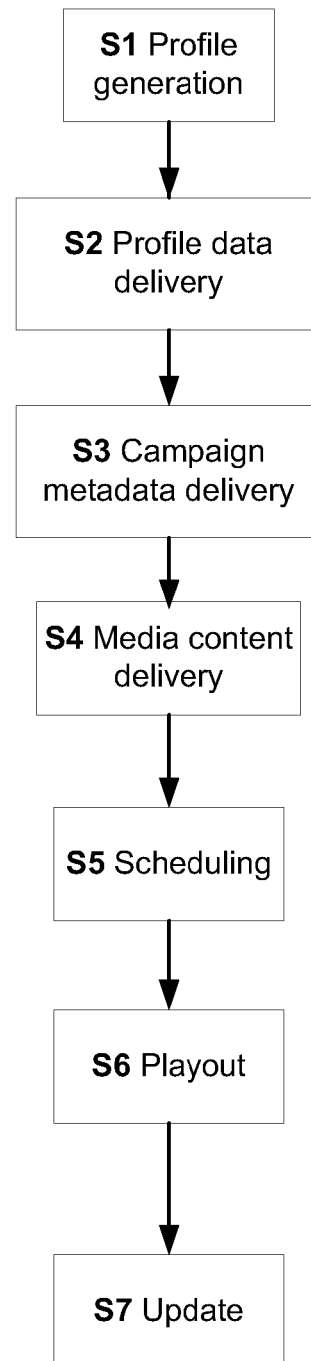 S1 Profile
generation
S2 Profile data
delivery
S3 Campaign
metadata delivery
S4 Media content
delivery
S5 Scheduling
S6 Playout
S7 Update